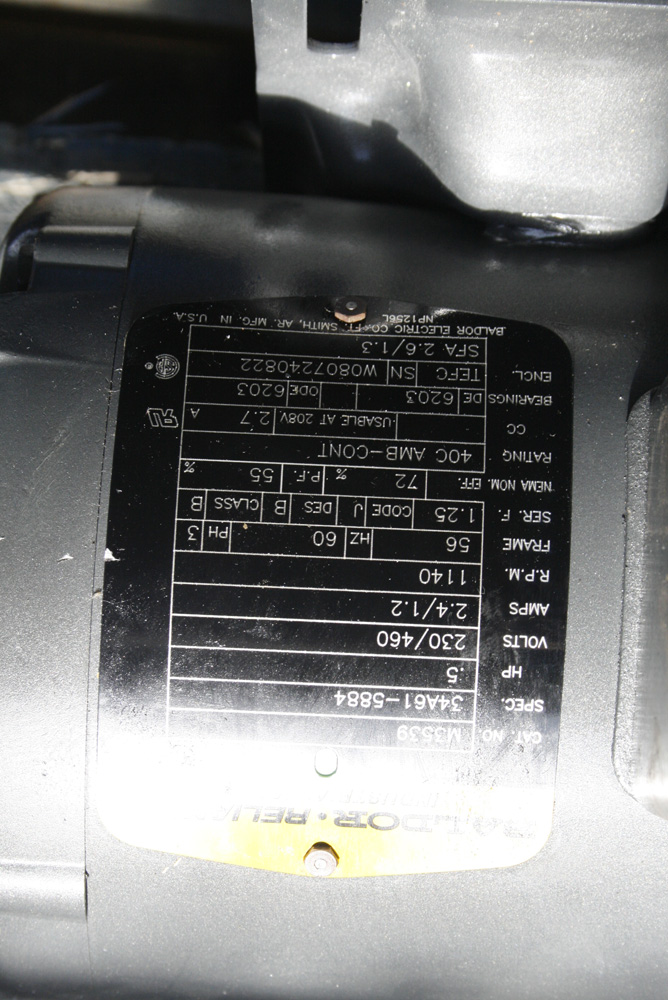 BALDOR • RELI
CAT. NO. M3539
SPEC. 34A61-5884
HP .5
VOLTS 230/460
AMPS 2.4/1.2
R.P.M. 1140
FRAME 56 HZ 60 PH 3
SER. F. 1.25 CODE J DES B CLASS B
NEMA NOM. EFF. 72 % P.F. 55 %
RATING 40C AMB-CONT
CC USABLE AT 208V 2.7 A
BEARINGS DE 6203 ODE 6203
ENCL. TEFC SN W0807240822
SFA 2.6/1.3
BALDOR ELECTRIC CO. FT. SMITH, AR. MFG. IN U.S.A.
NP1256L